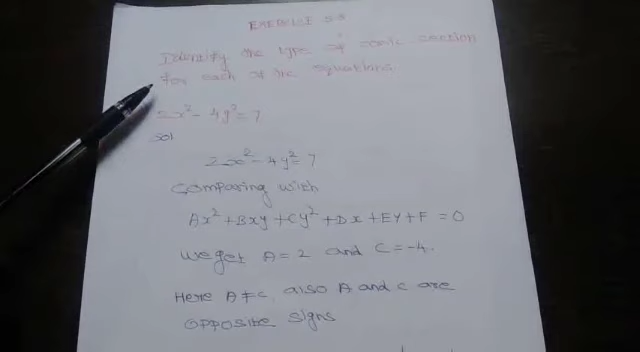 EXERCISE 5.5
Identify the type of conic section
for each of the equations.
2x² - 4y² = 7
Sol
2x² - 4y² = 7
Comparing with
Ax² + Bxy + Cy² + Dx + Ey + F = 0
we get A = 2 and C = -4.
Here A ≠ C, also A and C are
opposite signs